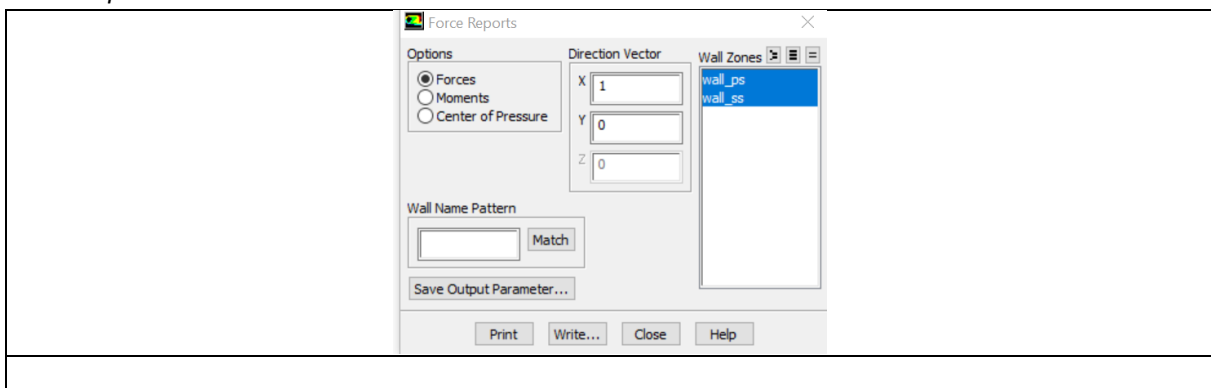 Force Reports
Options
Forces
Moments
Center of Pressure
Direction Vector
X 1
Y 0
Z 0
Wall Zones
wall_ps
wall_ss
Wall Name Pattern
Match
Save Output Parameter...
Print Write... Close Help